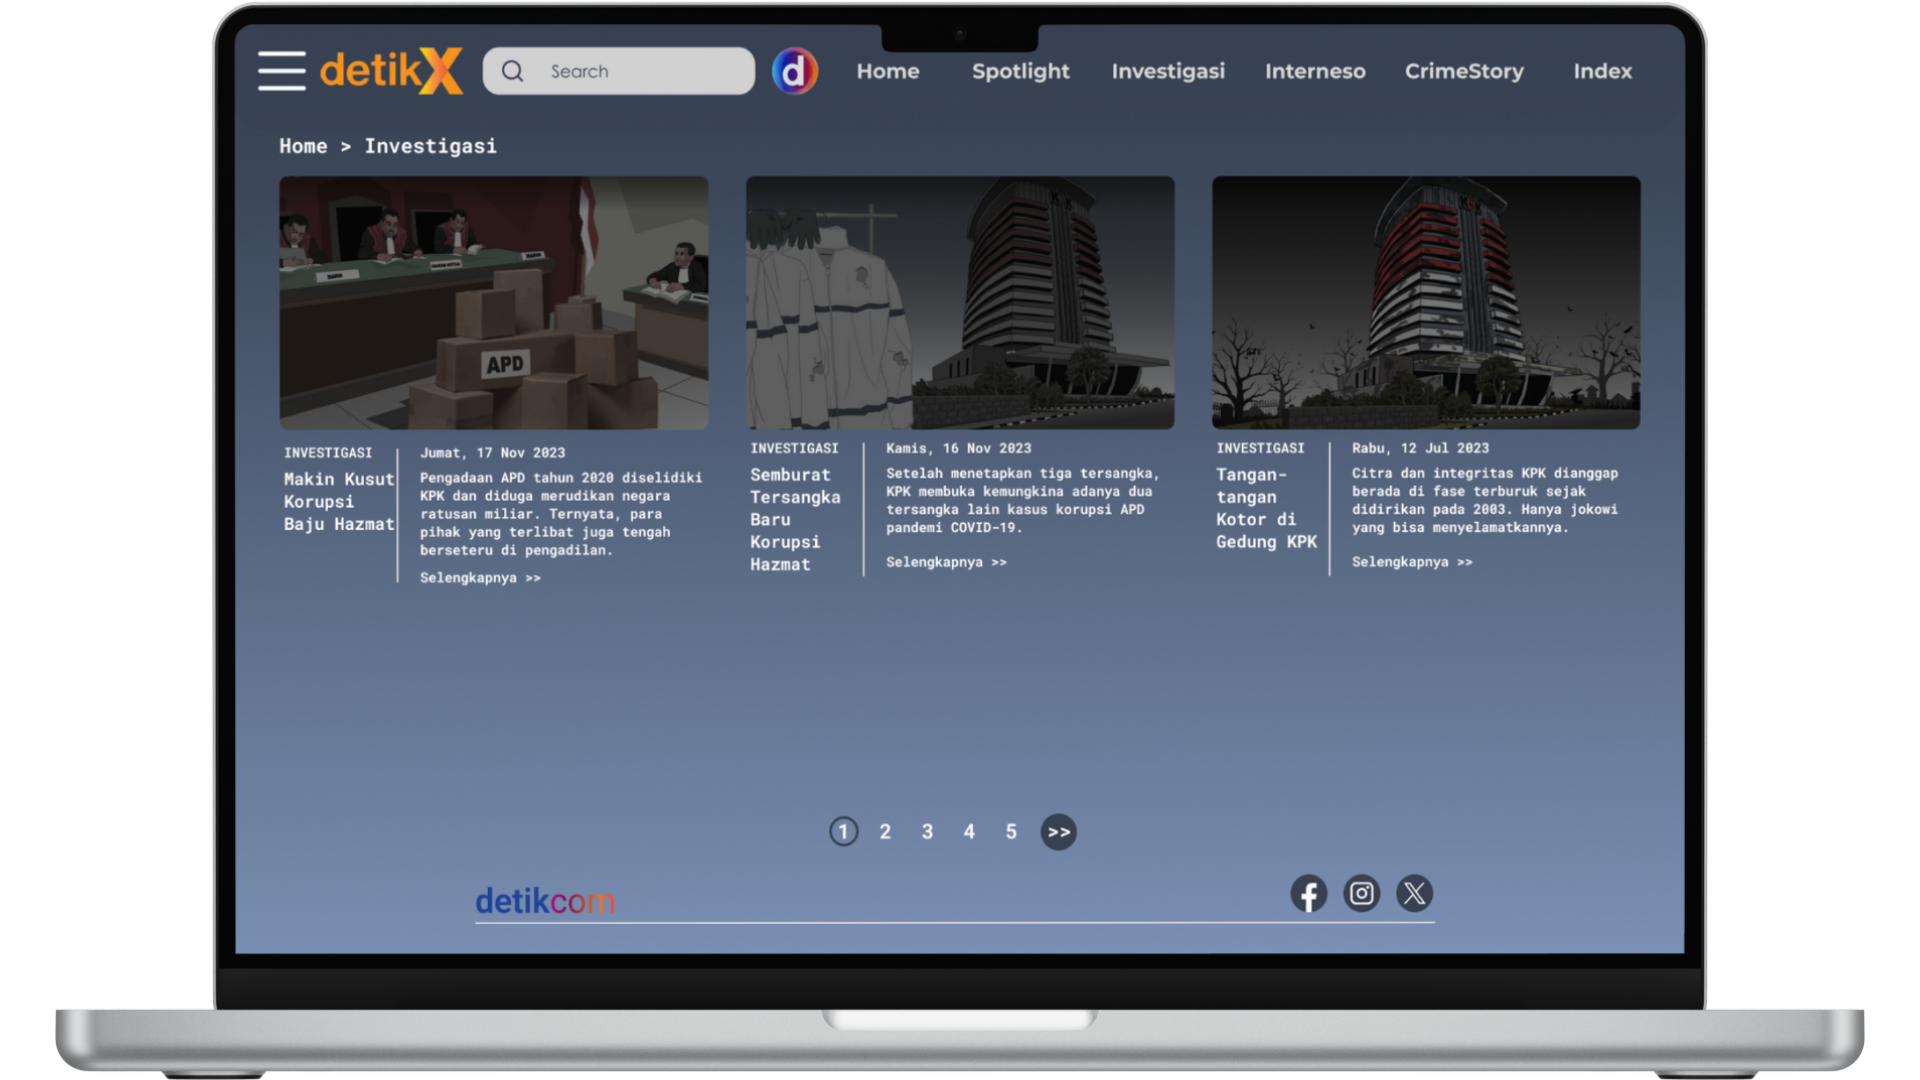 detikX
Search
d
Home Spotlight Investigasi Interneso CrimeStory Index
Home > Investigasi
APD
KPK
KPK
INVESTIGASI
Makin Kusut
Korupsi
Baju Hazmat
Jumat, 17 Nov 2023
Pengadaan APD tahun 2020 diselidiki
KPK dan diduga merudikan negara
ratusan miliar. Ternyata, para
pihak yang terlibat juga tengah
berseteru di pengadilan.
Selengkapnya >>
INVESTIGASI
Semburat
Tersangka
Baru
Korupsi
Hazmat
Kamis, 16 Nov 2023
Setelah menetapkan tiga tersangka,
KPK membuka kemungkina adanya dua
tersangka lain kasus korupsi APD
pandemi COVID-19.
Selengkapnya >>
INVESTIGASI
Tangan-
tangan
Kotor di
Gedung KPK
Rabu, 12 Jul 2023
Citra dan integritas KPK dianggap
berada di fase terburuk sejak
didirikan pada 2003. Hanya jokowi
yang bisa menyelamatkannya.
Selengkapnya >>
1 2 3 4 5 >>
detikcom